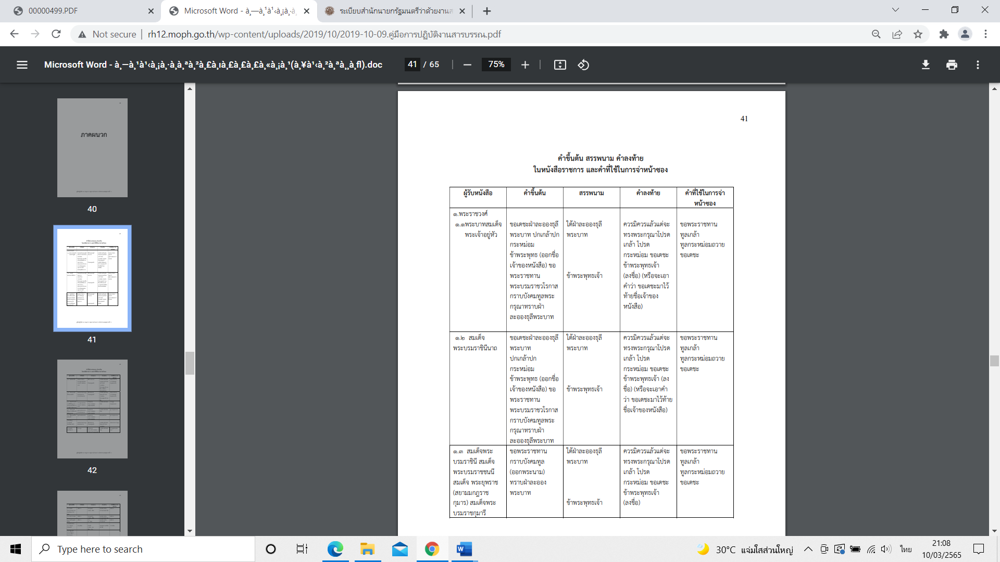 00000499.PDF
Microsoft Word - à¸—à¸¹à¹‹à¸¡à¸·à¸
ระเบียบสำนักนายกรัฐมนตรีว่าด้วยงานส
Not secure
rh12.moph.go.th/wp-content/uploads/2019/10/2019-10-09.คู่มือการปฏิบัติงานสารบรรณ.pdf
Microsoft Word - à¸—à¸¹à¹‹à¸¡à¸·à¸à¸ªà¸²à¸£à¸ıà¸£à¸£à¸£à¸«à¸¡à¸¹(à¸¥à¹‹à¸²à¸ªà¸¸à¸ﬂ).doc
41 / 65
75%
ภาคผนวก
40
41
42
41
คำขึ้นต้น สรรพนาม คำลงท้าย
ในหนังสือราชการ และคำที่ใช้ในการจ่าหน้าซอง
ผู้รับหนังสือ คำขึ้นต้น สรรพนาม คำลงท้าย คำที่ใช้ในการจ่า
หน้าซอง
๑.พระราชวงศ์
๑.๑พระบาทสมเด็จ
พระเจ้าอยู่หัว
ขอเดชะฝ่าละอองธุลี
พระบาท ปกเกล้าปก
กระหม่อม
ข้าพระพุทธ (ออกชื่อ
เจ้าของหนังสือ) ขอ
พระราชทาน
พระบรมราชวโรกาส
กราบบังคมทูลพระ
กรุณาทราบฝ่า
ละอองธุลีพระบาท
ใต้ฝ่าละอองธุลี
พระบาท
ข้าพระพุทธเจ้า
ควรมิควรแล้วแต่จะ
ทรงพระกรุณาโปรด
เกล้า โปรด
กระหม่อม ขอเดชะ
ข้าพระพุทธเจ้า
(ลงชื่อ) (หรือจะเอา
คำว่า ขอเดชะมาไว้
ท้ายชื่อเจ้าของ
หนังสือ)
ขอพระราชทาน
ทูลเกล้า
ทูลกระหม่อมถวาย
ขอเดชะ
๑.๒ สมเด็จ
พระบรมราชินีนาถ
ขอเดชะฝ่าละอองธุลี
พระบาท
ปกเกล้าปก
กระหม่อม
ข้าพระพุทธ (ออกชื่อ
เจ้าของหนังสือ) ขอ
พระราชทาน
พระบรมราชวโรกาส
กราบบังคมทูลพระ
กรุณาทราบฝ่า
ละอองธุลีพระบาท
ใต้ฝ่าละอองธุลี
พระบาท
ข้าพระพุทธเจ้า
ควรมิควรแล้วแต่จะ
ทรงพระกรุณาโปรด
เกล้า โปรด
กระหม่อม ขอเดชะ
ข้าพระพุทธเจ้า (ลง
ชื่อ) (หรือจะเอาคำ
ว่า ขอเดชะมาไว้ท้าย
ชื่อเจ้าของหนังสือ)
ขอพระราชทาน
ทูลเกล้า
ทูลกระหม่อมถวาย
ขอเดชะ
๑.๓ สมเด็จพระ
บรมราชินี สมเด็จ
พระบรมราชชนนี
สมเด็จ พระยุพราช
(สยามมกุฎราช
กุมาร) สมเด็จพระ
บรมราชกุมารี
ขอพระราชทาน
กราบบังคมทูล
(ออกพระนาม)
ทราบฝ่าละออง
พระบาท
ใต้ฝ่าละอองธุลี
พระบาท
ข้าพระพุทธเจ้า
ควรมิควรแล้วแต่จะ
ทรงพระกรุณาโปรด
เกล้า โปรด
กระหม่อม ขอเดชะ
ข้าพระพุทธเจ้า
(ลงชื่อ)
ขอพระราชทาน
ทูลเกล้า
ทูลกระหม่อมถวาย
ขอเดชะ
Type here to search
30°C แจ่มใสส่วนใหญ่
ไทย
21:08
10/03/2565